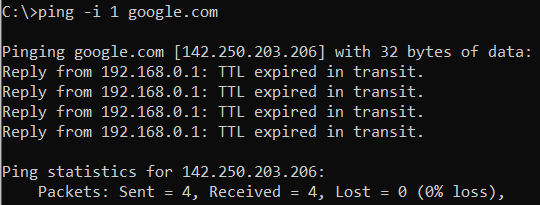 C:\>ping -i 1 google.com
Pinging google.com [142.250.203.206] with 32 bytes of data:
Reply from 192.168.0.1: TTL expired in transit.
Reply from 192.168.0.1: TTL expired in transit.
Reply from 192.168.0.1: TTL expired in transit.
Reply from 192.168.0.1: TTL expired in transit.
Ping statistics for 142.250.203.206:
Packets: Sent = 4, Received = 4, Lost = 0 (0% loss),